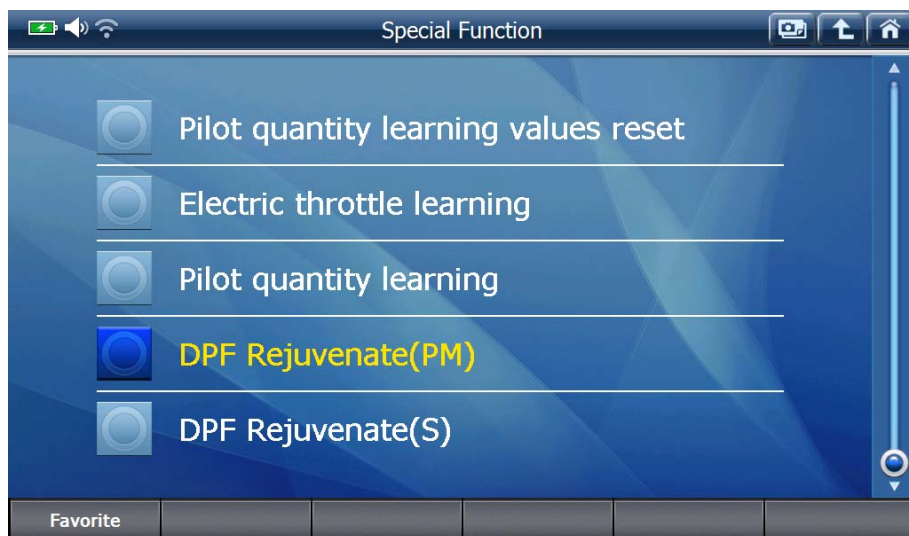 Special Function
Pilot quantity learning values reset
Electric throttle learning
Pilot quantity learning
DPF Rejuvenate(PM)
DPF Rejuvenate(S)
Favorite